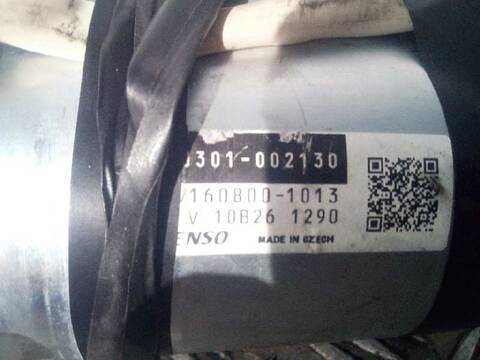 0301-002130
160800-1013
V 10B26 1290
ENSO MADE IN CZECH